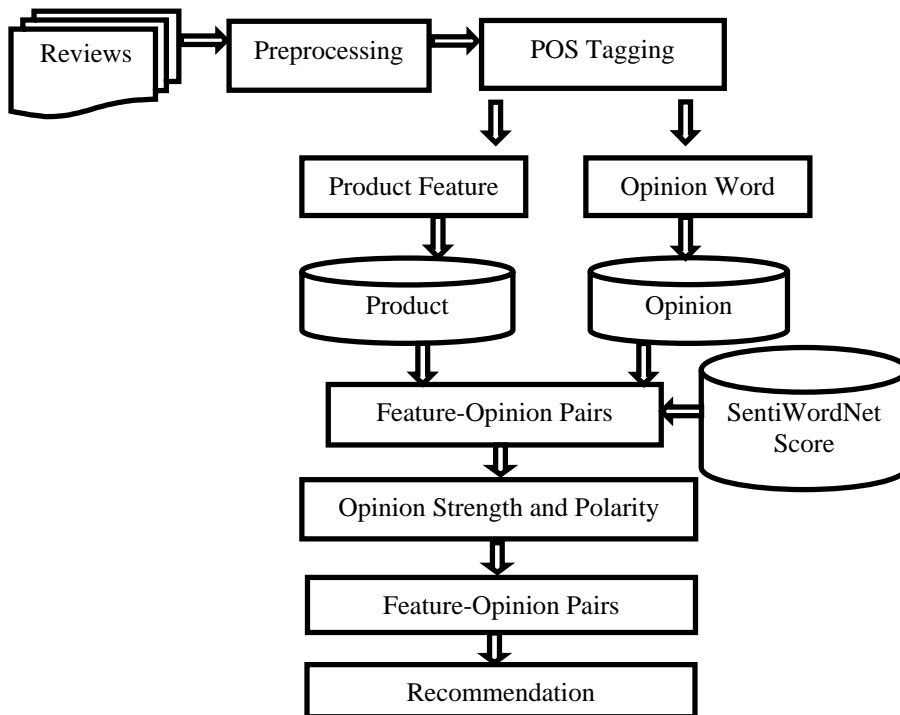 Reviews
Preprocessing
POS Tagging
Product Feature
Opinion Word
Product
Opinion
Feature-Opinion Pairs
SentiWordNet
Score
Opinion Strength and Polarity
Feature-Opinion Pairs
Recommendation